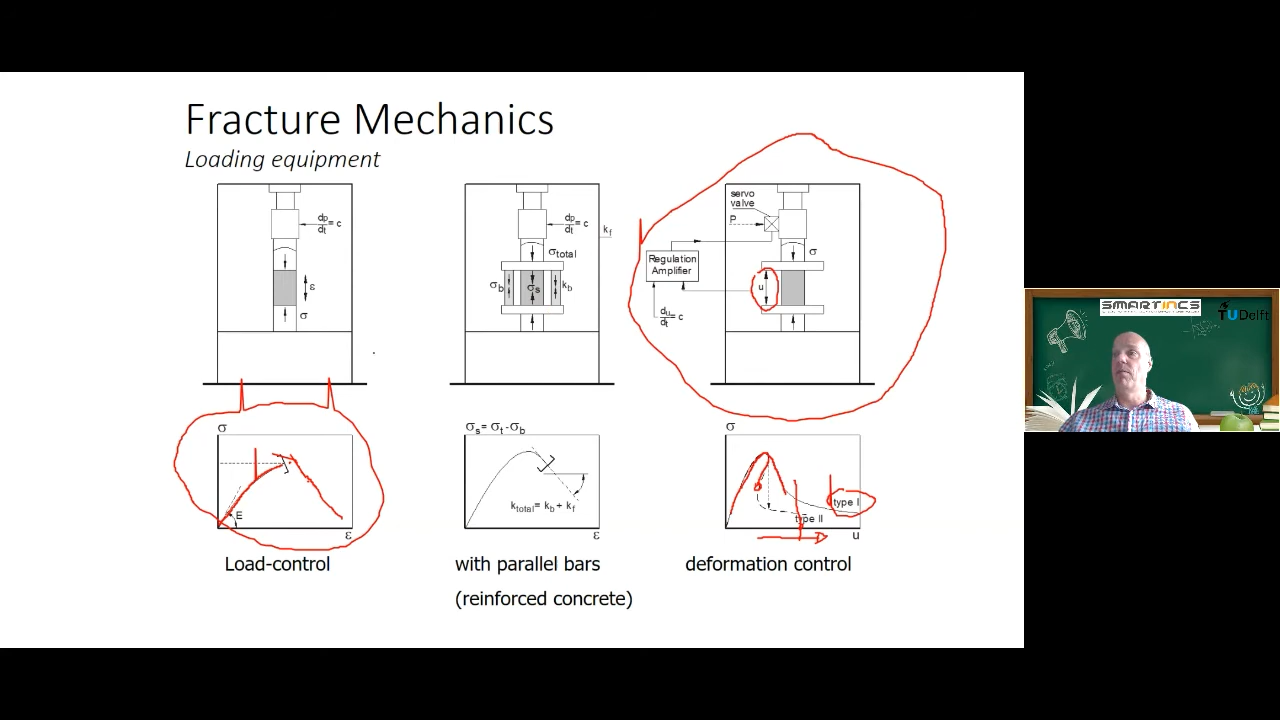 Fracture Mechanics
Loading equipment
dp/dt = c
ε
σ
dp/dt = c
k_f
σ_total
σ_b
σ_s
k_b
servo
valve
P
σ
Regulation
Amplifier
u
du/dt = c
σ
E
ε
σ_s = σ_t - σ_b
k_total = k_b + k_f
ε
σ
type I
type II
u
Load-control
with parallel bars
(reinforced concrete)
deformation control
SMARTINCS
TU Delft